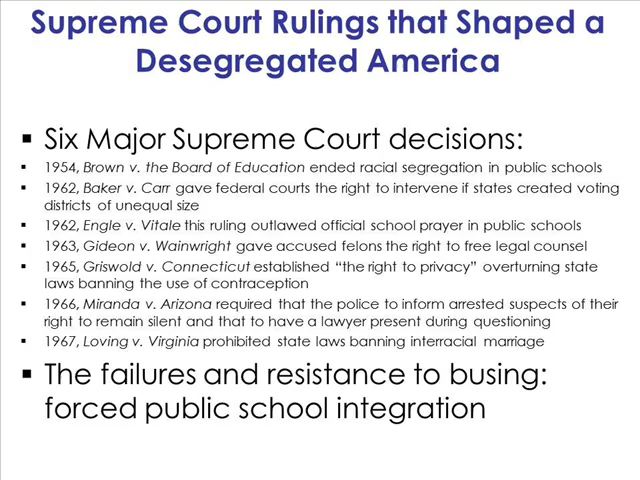 Supreme Court Rulings that Shaped a
Desegregated America
▪ Six Major Supreme Court decisions:
▪ 1954, Brown v. the Board of Education ended racial segregation in public schools
▪ 1962, Baker v. Carr gave federal courts the right to intervene if states created voting
districts of unequal size
▪ 1962, Engle v. Vitale this ruling outlawed official school prayer in public schools
▪ 1963, Gideon v. Wainwright gave accused felons the right to free legal counsel
▪ 1965, Griswold v. Connecticut established “the right to privacy” overturning state
laws banning the use of contraception
▪ 1966, Miranda v. Arizona required that the police to inform arrested suspects of their
right to remain silent and that to have a lawyer present during questioning
▪ 1967, Loving v. Virginia prohibited state laws banning interracial marriage
▪ The failures and resistance to busing:
forced public school integration